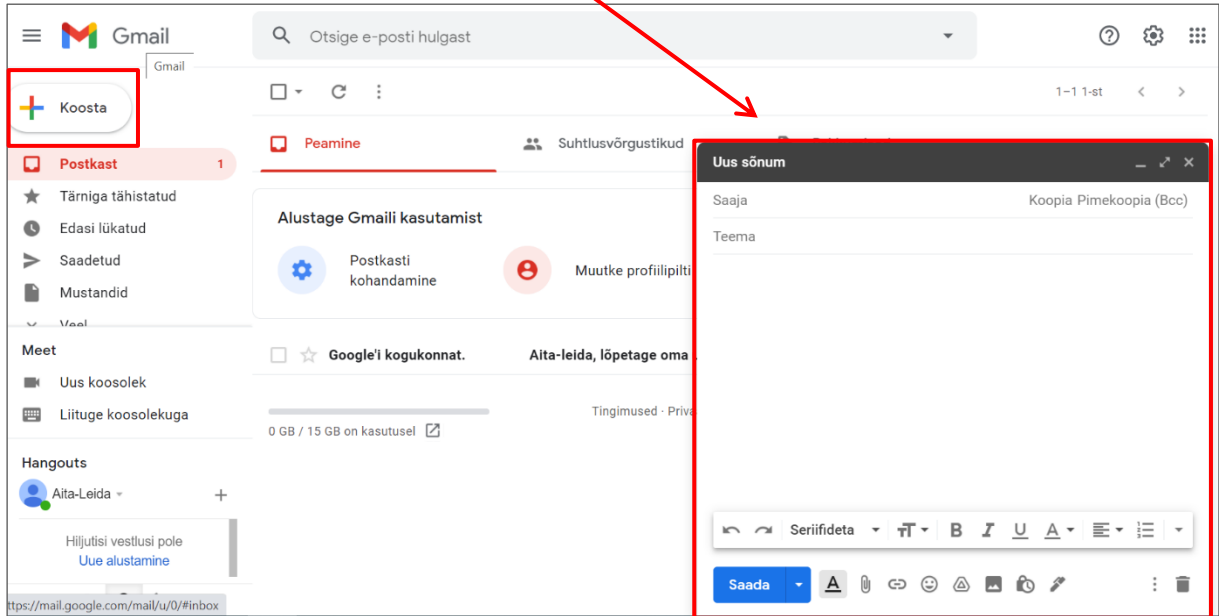 Gmail
Otsige e-posti hulgast
Gmail
Koosta
1–1 1-st
Peamine
Suhtlusvõrgustikud
Postkast 1
Tärniga tähistatud
Edasi lükatud
Saadetud
Mustandid
Veel
Alustage Gmaili kasutamist
Postkasti
kohandamine
Muutke profiilipilti
Google'i kogukonnat. Aita-leida, lõpetage oma
Tingimused · Priva
0 GB / 15 GB on kasutusel
Meet
Uus koosolek
Liituge koosolekuga
Hangouts
Aita-Leida
Hiljutisi vestlusi pole
Uue alustamine
ttps://mail.google.com/mail/u/0/#inbox
Uus sõnum
Saaja Koopia Pimekoopia (Bcc)
Teema
Seriifideta
B I U A
Saada A